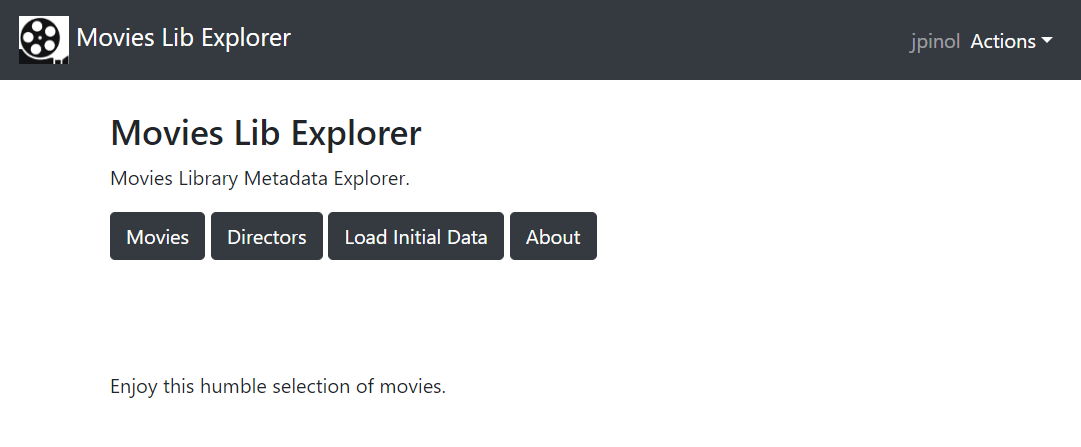 Movies Lib Explorer
jpinol Actions
Movies Lib Explorer
Movies Library Metadata Explorer.
Movies Directors Load Initial Data About
Enjoy this humble selection of movies.